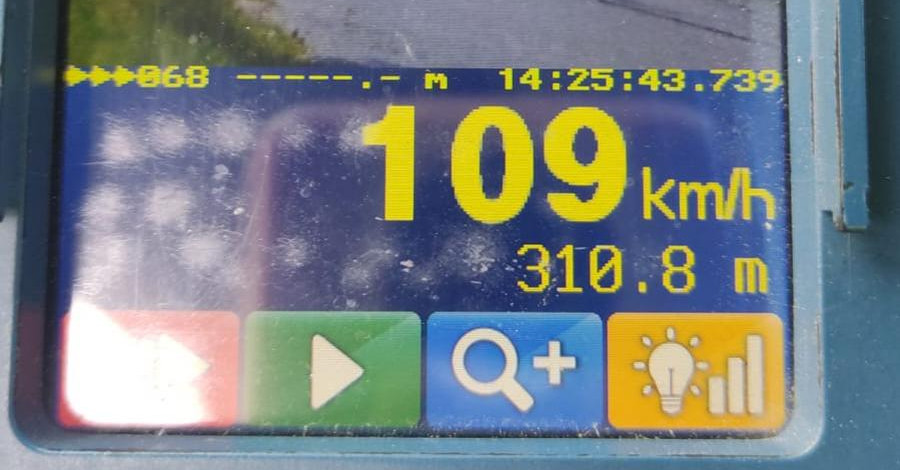 ►►►068 -----.- m 14:25:43.739
109 km/h
310.8 m